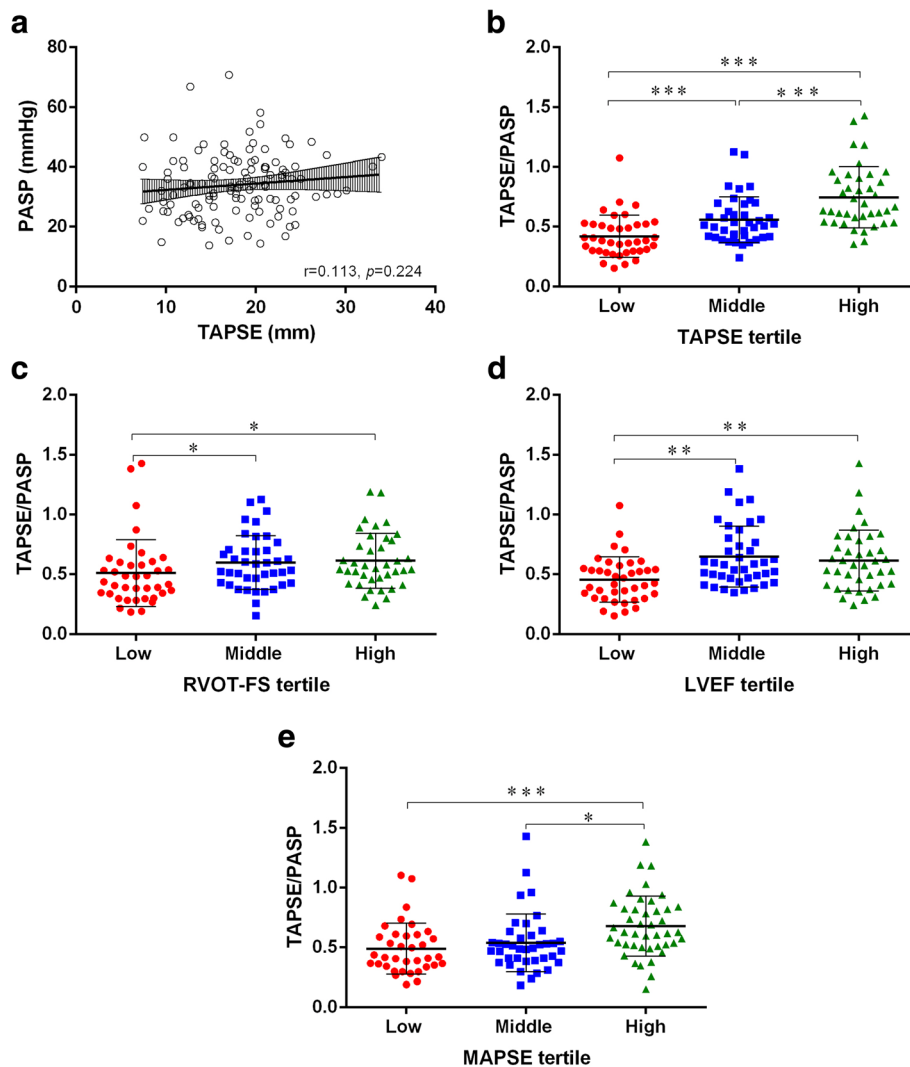 a
80
60
40
20
0
PASP (mmHg)
r=0.113, p=0.224
0 10 20 30 40
TAPSE (mm)
b
2.0
1.5
1.0
0.5
0.0
TAPSE/PASP
***
*** ***
Low Middle High
TAPSE tertile
c
2.0
1.5
1.0
0.5
0.0
TAPSE/PASP
*
*
Low Middle High
RVOT-FS tertile
d
2.0
1.5
1.0
0.5
0.0
TAPSE/PASP
**
**
Low Middle High
LVEF tertile
e
2.0
1.5
1.0
0.5
0.0
TAPSE/PASP
***
*
Low Middle High
MAPSE tertile